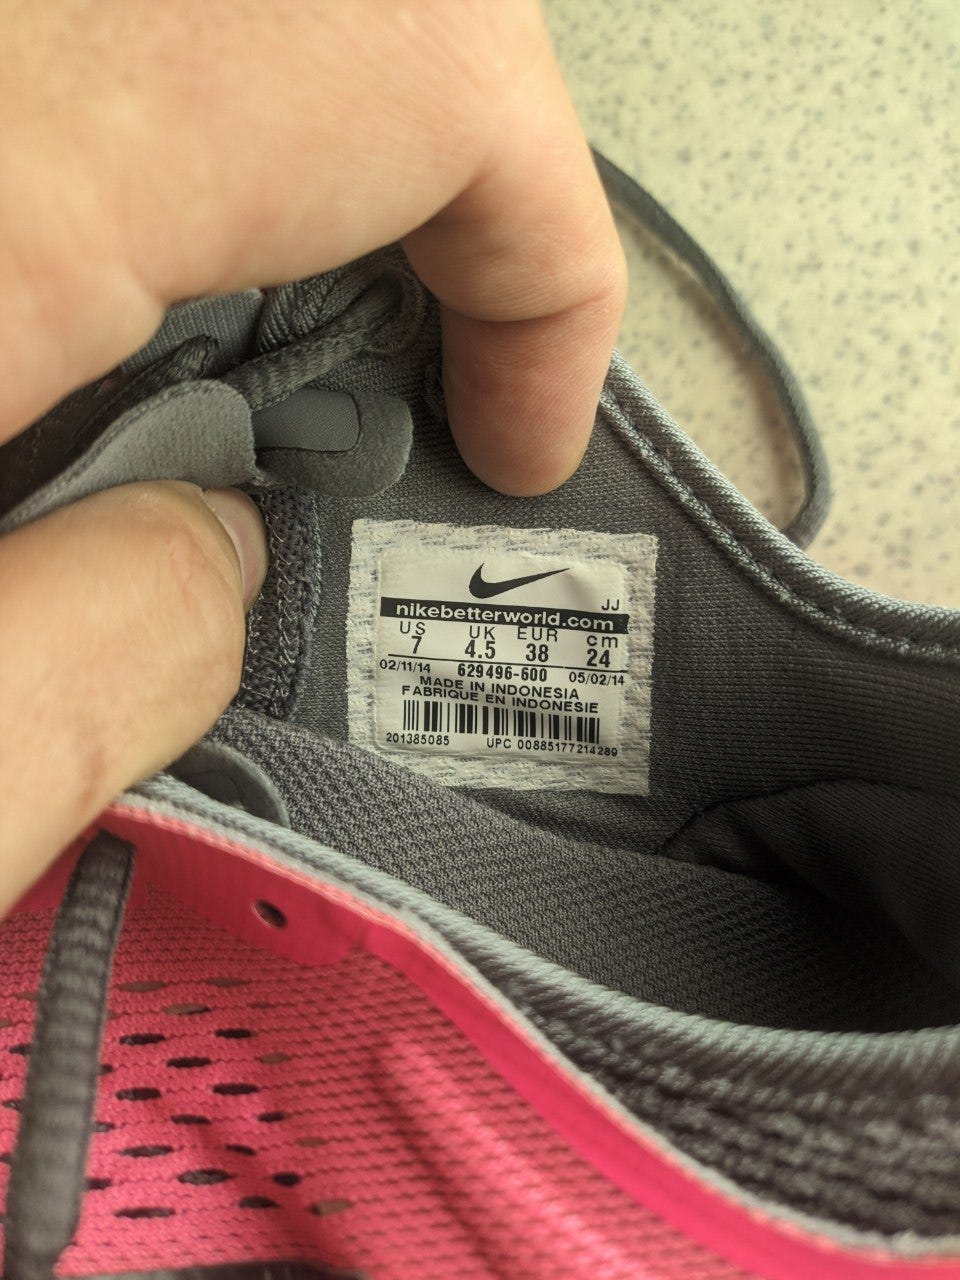 JJ
nikebetterworld.com
US UK EUR cm
7 4.5 38 24
02/11/14 629496-600 05/02/14
MADE IN INDONESIA
FABRIQUE EN INDONESIE
201385085 UPC 00885177214289